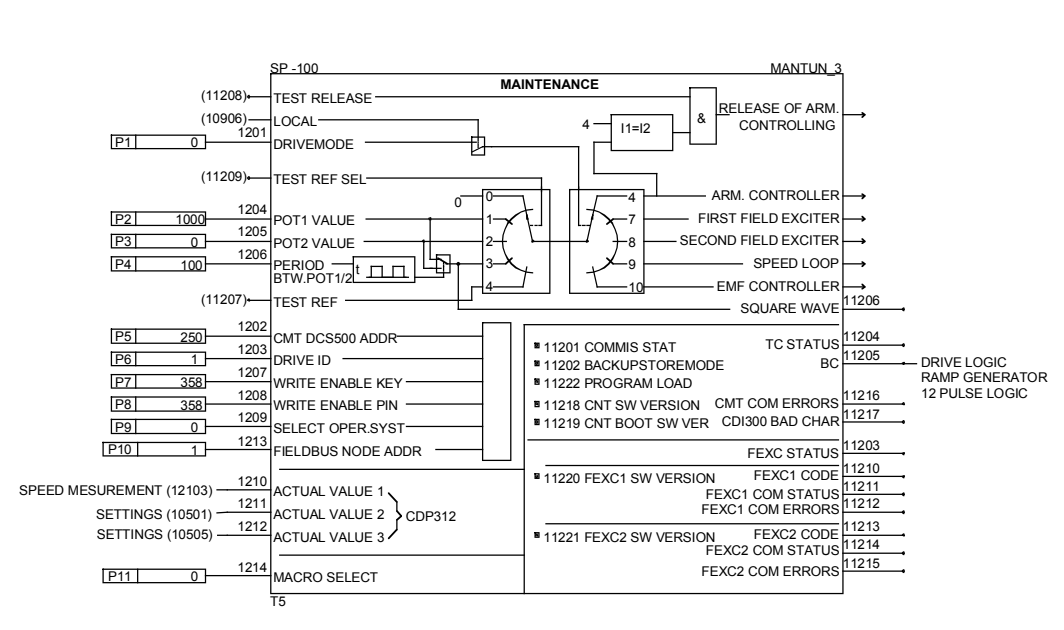 SP -100 MANTUN_3
MAINTENANCE
(11208) TEST RELEASE
(10906) LOCAL
P1 0 1201 DRIVEMODE
(11209) TEST REF SEL
P2 1000 1204 POT1 VALUE
P3 0 1205 POT2 VALUE
P4 100 1206 PERIOD
BTW.POT1/2
t
(11207) TEST REF
0
0
1
2
3
4
4
I1=I2
&
RELEASE OF ARM.
CONTROLLING
4 ARM. CONTROLLER
7 FIRST FIELD EXCITER
8 SECOND FIELD EXCITER
9 SPEED LOOP
10 EMF CONTROLLER
SQUARE WAVE 11206
P5 250 1202 CMT DCS500 ADDR
P6 1 1203 DRIVE ID
P7 358 1207 WRITE ENABLE KEY
P8 358 1208 WRITE ENABLE PIN
P9 0 1209 SELECT OPER.SYST
P10 1 1213 FIELDBUS NODE ADDR
11201 COMMIS STAT
11202 BACKUPSTOREMODE
11222 PROGRAM LOAD
11218 CNT SW VERSION
11219 CNT BOOT SW VER
TC STATUS 11204
BC 11205
DRIVE LOGIC
RAMP GENERATOR
12 PULSE LOGIC
CMT COM ERRORS 11216
CDI300 BAD CHAR 11217
FEXC STATUS 11203
11220 FEXC1 SW VERSION
FEXC1 CODE 11210
FEXC1 COM STATUS 11211
FEXC1 COM ERRORS 11212
11221 FEXC2 SW VERSION
FEXC2 CODE 11213
FEXC2 COM STATUS 11214
FEXC2 COM ERRORS 11215
SPEED MESUREMENT (12103) 1210 ACTUAL VALUE 1
SETTINGS (10501) 1211 ACTUAL VALUE 2
SETTINGS (10505) 1212 ACTUAL VALUE 3
CDP312
P11 0 1214 MACRO SELECT
T5